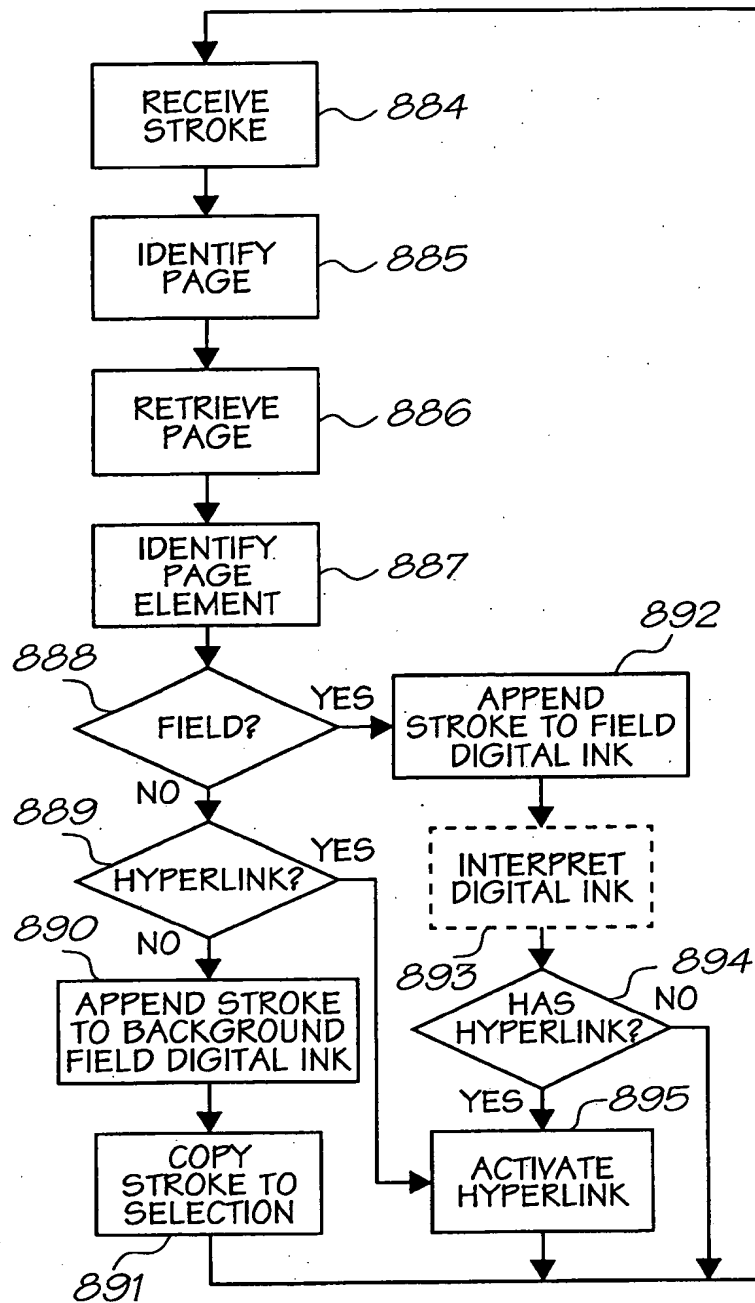 RECEIVE
STROKE
884
IDENTIFY
PAGE
885
RETRIEVE
PAGE
886
IDENTIFY
PAGE
ELEMENT
887
888
FIELD?
YES
NO
892
APPEND
STROKE TO FIELD
DIGITAL INK
889
HYPERLINK?
YES
NO
INTERPRET
DIGITAL INK
893
890
APPEND STROKE
TO BACKGROUND
FIELD DIGITAL INK
894
HAS
HYPERLINK?
NO
YES
COPY
STROKE TO
SELECTION
891
895
ACTIVATE
HYPERLINK